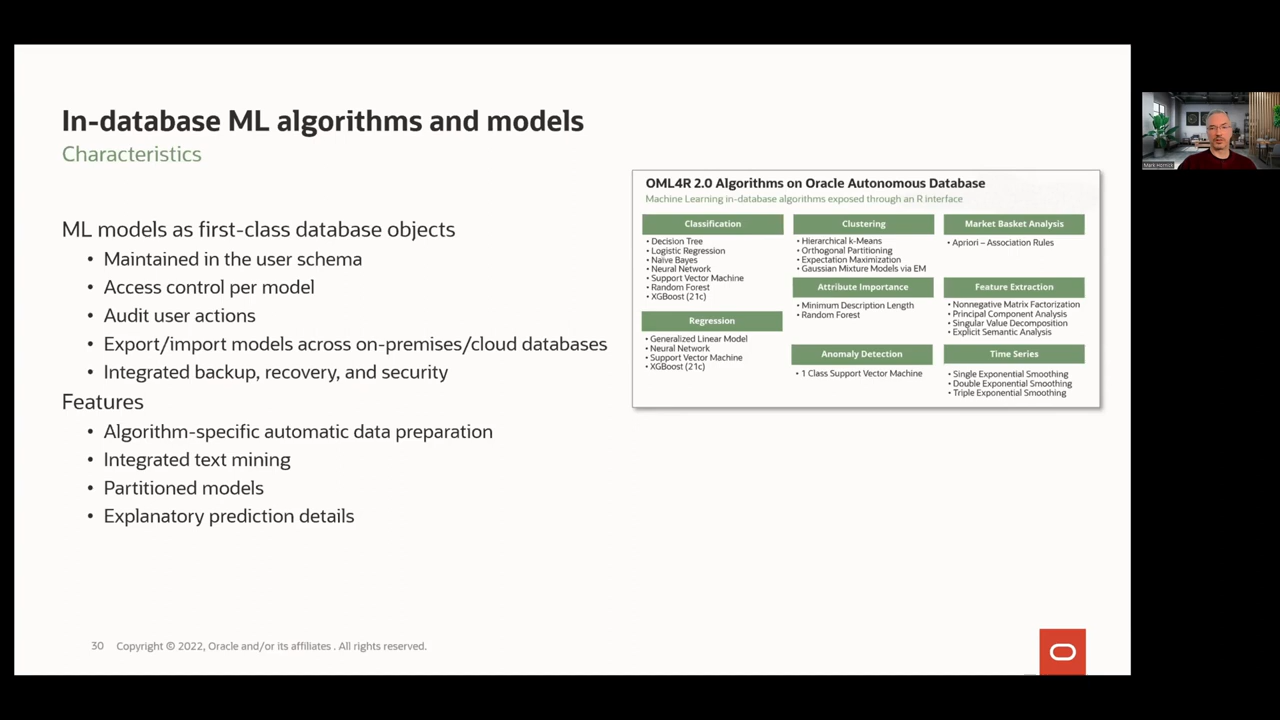 In-database ML algorithms and models
Characteristics
ML models as first-class database objects
• Maintained in the user schema
• Access control per model
• Audit user actions
• Export/import models across on-premises/cloud databases
• Integrated backup, recovery, and security
Features
• Algorithm-specific automatic data preparation
• Integrated text mining
• Partitioned models
• Explanatory prediction details
OML4R 2.0 Algorithms on Oracle Autonomous Database
Machine Learning in-database algorithms exposed through an R interface
Classification
• Decision Tree
• Logistic Regression
• Naïve Bayes
• Neural Network
• Support Vector Machine
• Random Forest
• XGBoost (21c)
Regression
• Generalized Linear Model
• Neural Network
• Support Vector Machine
• XGBoost (21c)
Clustering
• Hierarchical k-Means
• Orthogonal Partitioning
• Expectation Maximization
• Gaussian Mixture Models via EM
Attribute Importance
• Minimum Description Length
• Random Forest
Anomaly Detection
• 1 Class Support Vector Machine
Market Basket Analysis
• Apriori – Association Rules
Feature Extraction
• Nonnegative Matrix Factorization
• Principal Component Analysis
• Singular Value Decomposition
• Explicit Semantic Analysis
Time Series
• Single Exponential Smoothing
• Double Exponential Smoothing
• Triple Exponential Smoothing
30 Copyright © 2022, Oracle and/or its affiliates . All rights reserved.
Mark Hornick